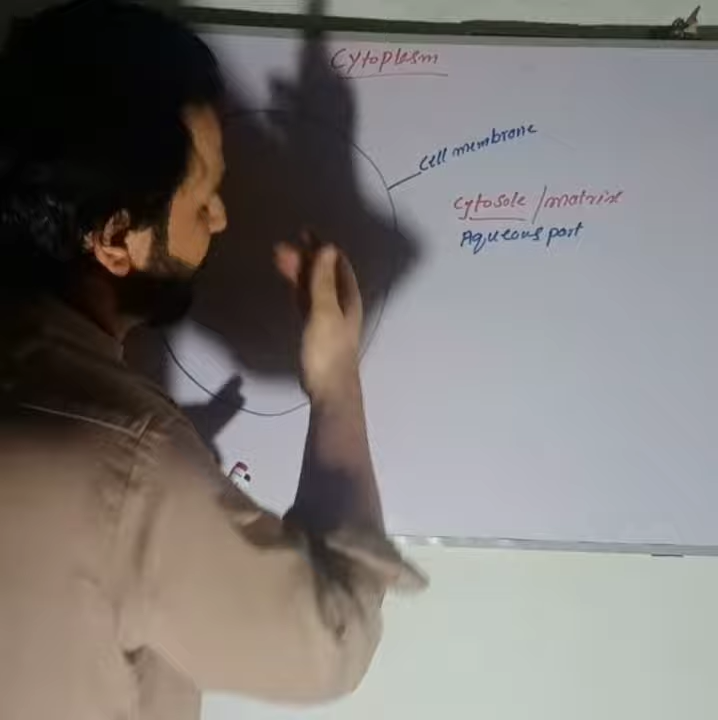 Cytoplasm
Cell membrane
Cytosole/matrix
Aqueous part